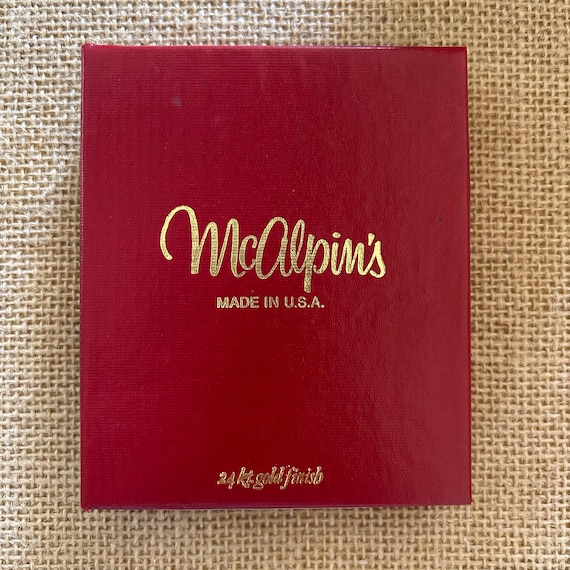 McAlpin's
MADE IN U.S.A.
24 kt. gold finish